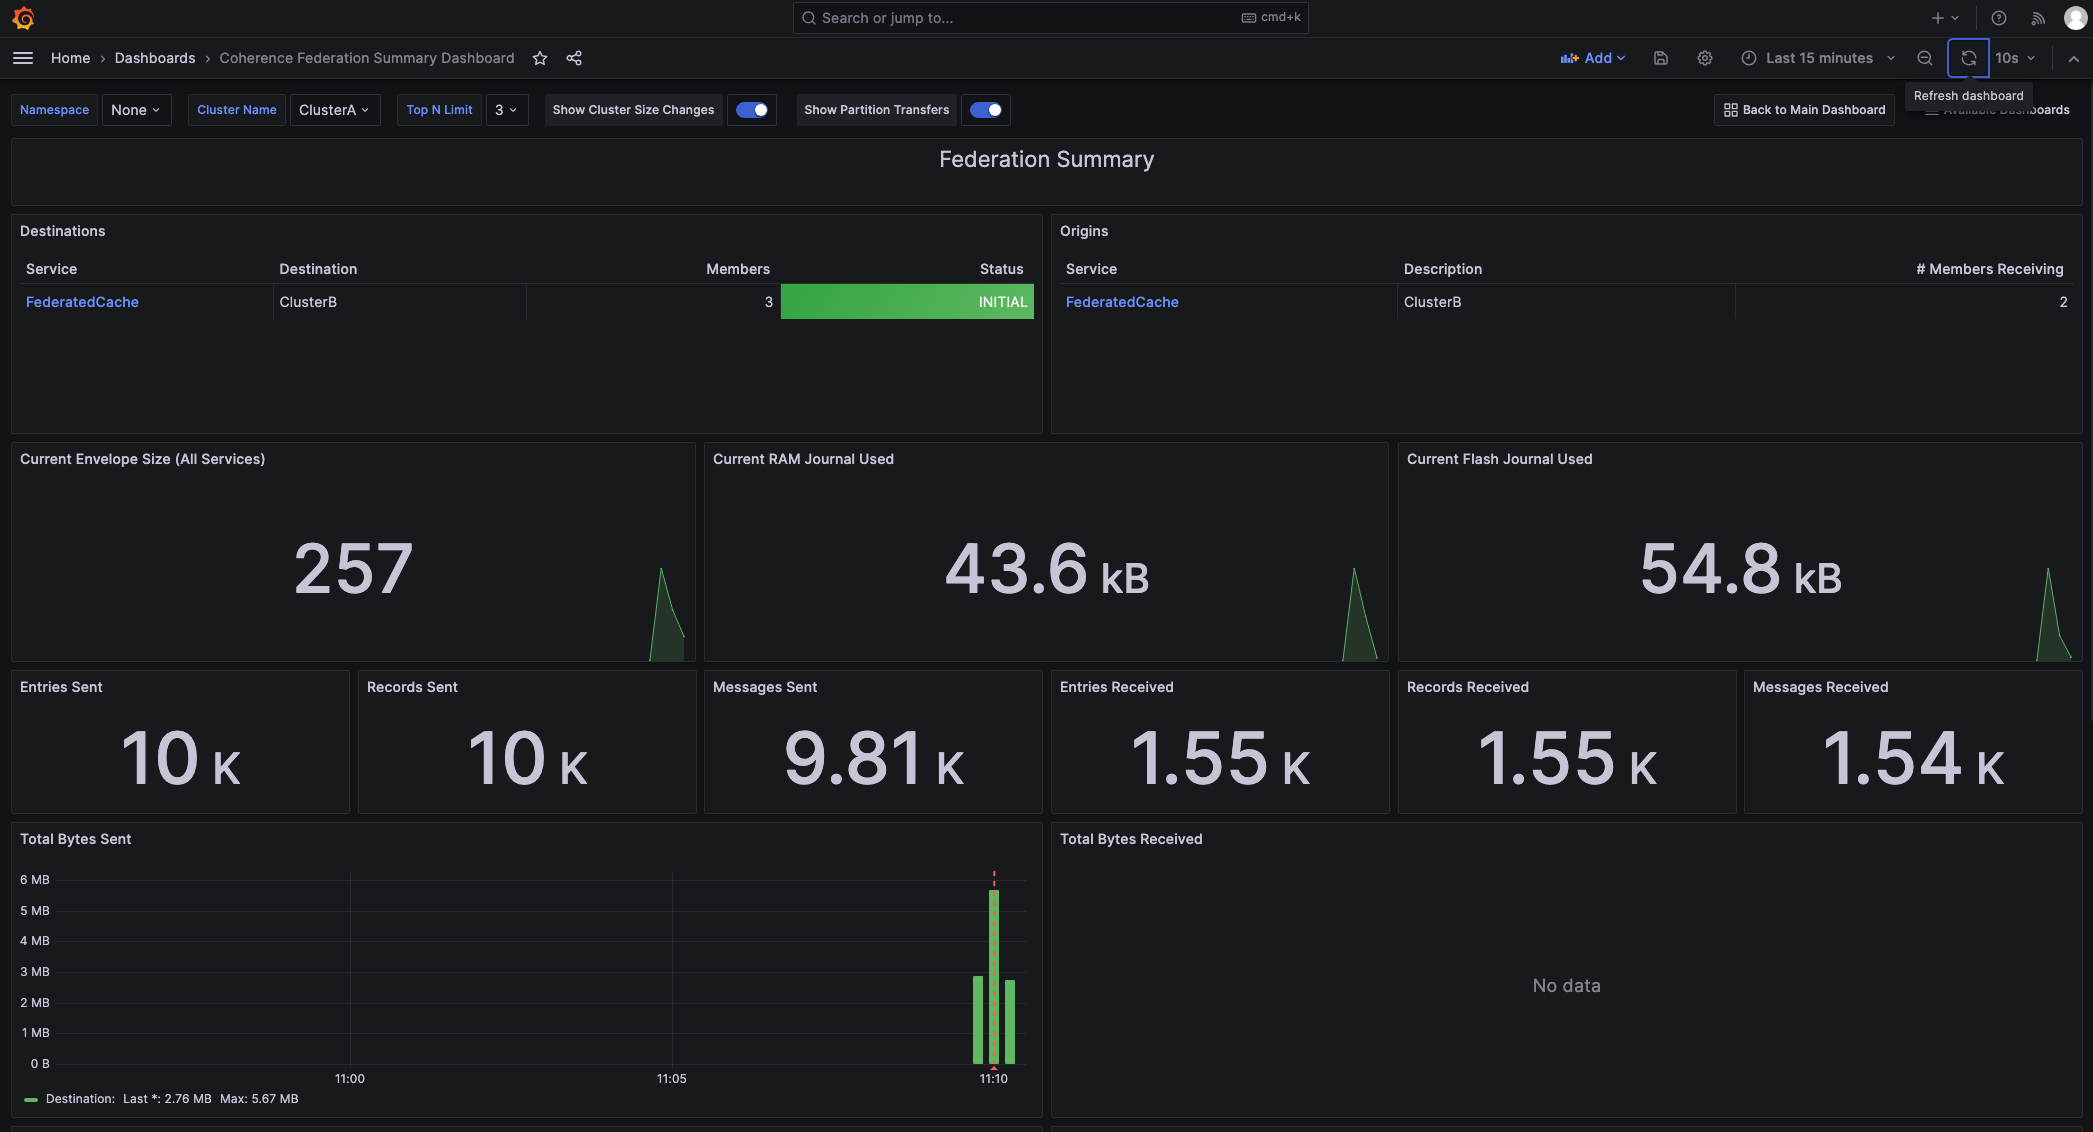 Search or jump to...
cmd+k
Home
Dashboards
Coherence Federation Summary Dashboard
Add
Last 15 minutes
10s
Refresh dashboard
Namespace
None
Cluster Name
ClusterA
Top N Limit
3
Show Cluster Size Changes
Show Partition Transfers
Back to Main Dashboard
Available Dashboards
Federation Summary
Destinations
Service Destination Members Status
FederatedCache ClusterB 3 INITIAL
Origins
Service Description # Members Receiving
FederatedCache ClusterB 2
Current Envelope Size (All Services)
257
Current RAM Journal Used
43.6 kB
Current Flash Journal Used
54.8 kB
Entries Sent
10 K
Records Sent
10 K
Messages Sent
9.81 K
Entries Received
1.55 K
Records Received
1.55 K
Messages Received
1.54 K
Total Bytes Sent
6 MB
5 MB
4 MB
3 MB
2 MB
1 MB
0 B
11:00 11:05 11:10
Destination: Last *: 2.76 MB Max: 5.67 MB
Total Bytes Received
No data